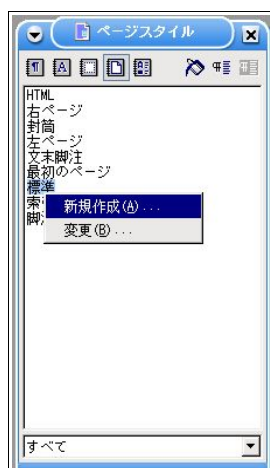 ページスタイル
HTML
右ページ
封筒
左ページ
文末脚注
最初のページ
標準
索
脚
新規作成(A)...
変更(B)...
すべて